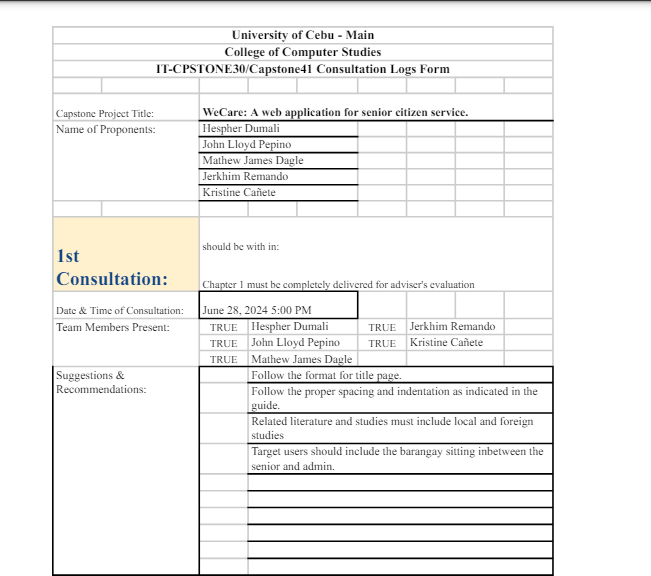 University of Cebu - Main
College of Computer Studies
IT-CPSTONE30/Capstone41 Consultation Logs Form
Capstone Project Title: WeCare: A web application for senior citizen service.
Name of Proponents: Hespher Dumali
John Lloyd Pepino
Mathew James Dagle
Jerkhim Remando
Kristine Cañete
should be with in:
1st
Consultation:
Chapter 1 must be completely delivered for adviser's evaluation
Date & Time of Consultation: June 28, 2024 5:00 PM
Team Members Present: TRUE Hespher Dumali TRUE Jerkhim Remando
TRUE John Lloyd Pepino TRUE Kristine Cañete
TRUE Mathew James Dagle
Suggestions &
Recommendations:
Follow the format for title page.
Follow the proper spacing and indentation as indicated in the
guide.
Related literature and studies must include local and foreign
studies
Target users should include the barangay sitting inbetween the
senior and admin.